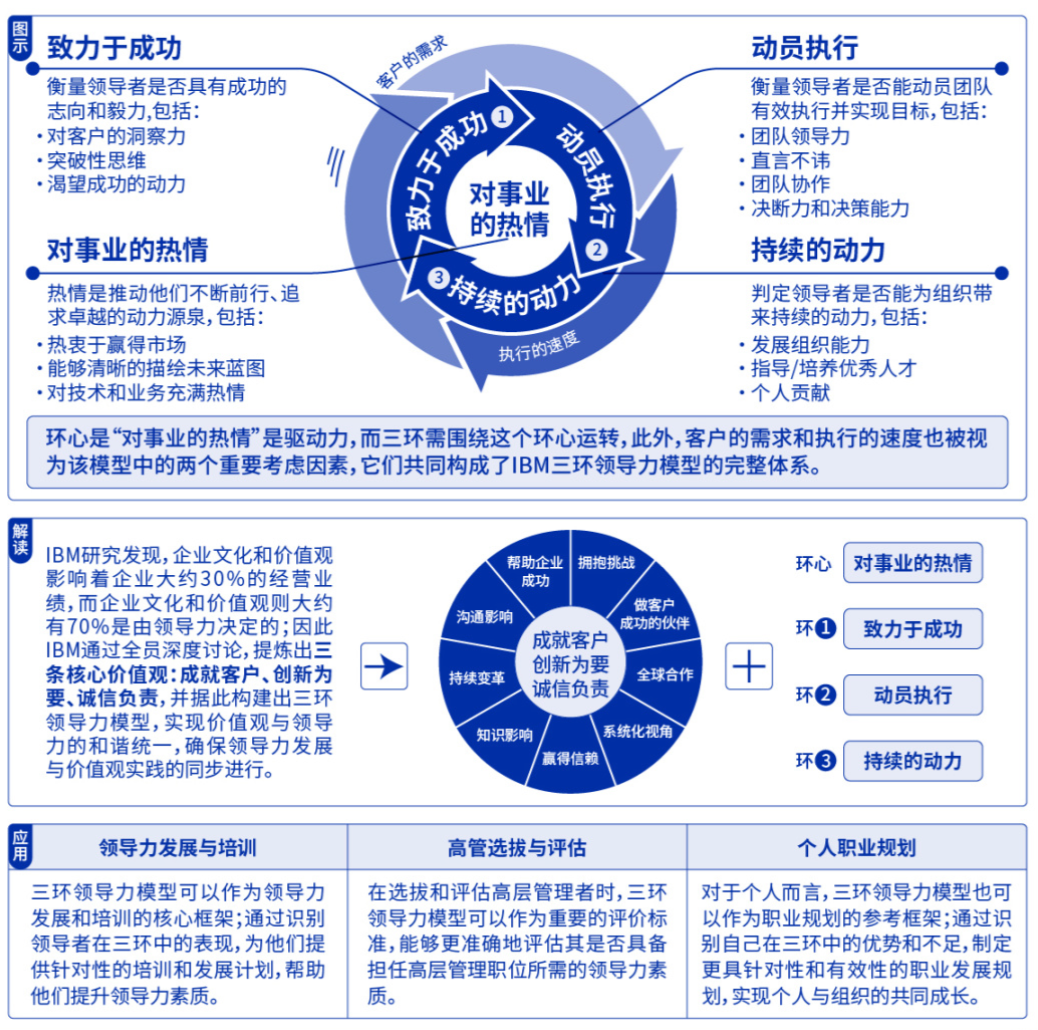 图示
致力于成功
衡量领导者是否具有成功的
志向和毅力,包括：
·对客户的洞察力
·突破性思维
·渴望成功的动力
对事业的热情
热情是推动他们不断前行、追
求卓越的动力源泉，包括：
·热衷于赢得市场
·能够清晰的描绘未来蓝图
·对技术和业务充满热情
客户的需求
致力于成功 1
动员执行
2
3 持续的动力
对事业
的热情
执行的速度
动员执行
衡量领导者是否能动员团队
有效执行并实现目标，包括：
·团队领导力
·直言不讳
·团队协作
·决断力和决策能力
持续的动力
判定领导者是否能为组织带
来持续的动力，包括：
·发展组织能力
·指导/培养优秀人才
·个人贡献
环心是“对事业的热情”是驱动力，而三环需围绕这个环心运转，此外，客户的需求和执行的速度也被视
为该模型中的两个重要考虑因素，它们共同构成了IBM三环领导力模型的完整体系。
解读
IBM研究发现，企业文化和价值观
影响着企业大约30%的经营业
绩，而企业文化和价值观则大约
有70%是由领导力决定的；因此
IBM通过全员深度讨论，提炼出三
条核心价值观：成就客户、创新为
要、诚信负责，并据此构建出三环
领导力模型，实现价值观与领导
力的和谐统一，确保领导力发展
与价值观实践的同步进行。
帮助企业
成功
拥抱挑战
做客户
成功的伙伴
全球合作
系统化视角
赢得信赖
知识影响
持续变革
沟通影响
成就客户
创新为要
诚信负责
环心 对事业的热情
环1 致力于成功
环2 动员执行
环3 持续的动力
应用
领导力发展与培训
三环领导力模型可以作为领导力
发展和培训的核心框架；通过识别
领导者在三环中的表现，为他们提
供针对性的培训和发展计划，帮助
他们提升领导力素质。
高管选拔与评估
在选拔和评估高层管理者时，三环
领导力模型可以作为重要的评价标
准，能够更准确地评估其是否具备
担任高层管理职位所需的领导力素
质。
个人职业规划
对于个人而言，三环领导力模型也可
以作为职业规划的参考框架；通过识
别自己在三环中的优势和不足，制定
更具针对性和有效性的职业发展规
划，实现个人与组织的共同成长。